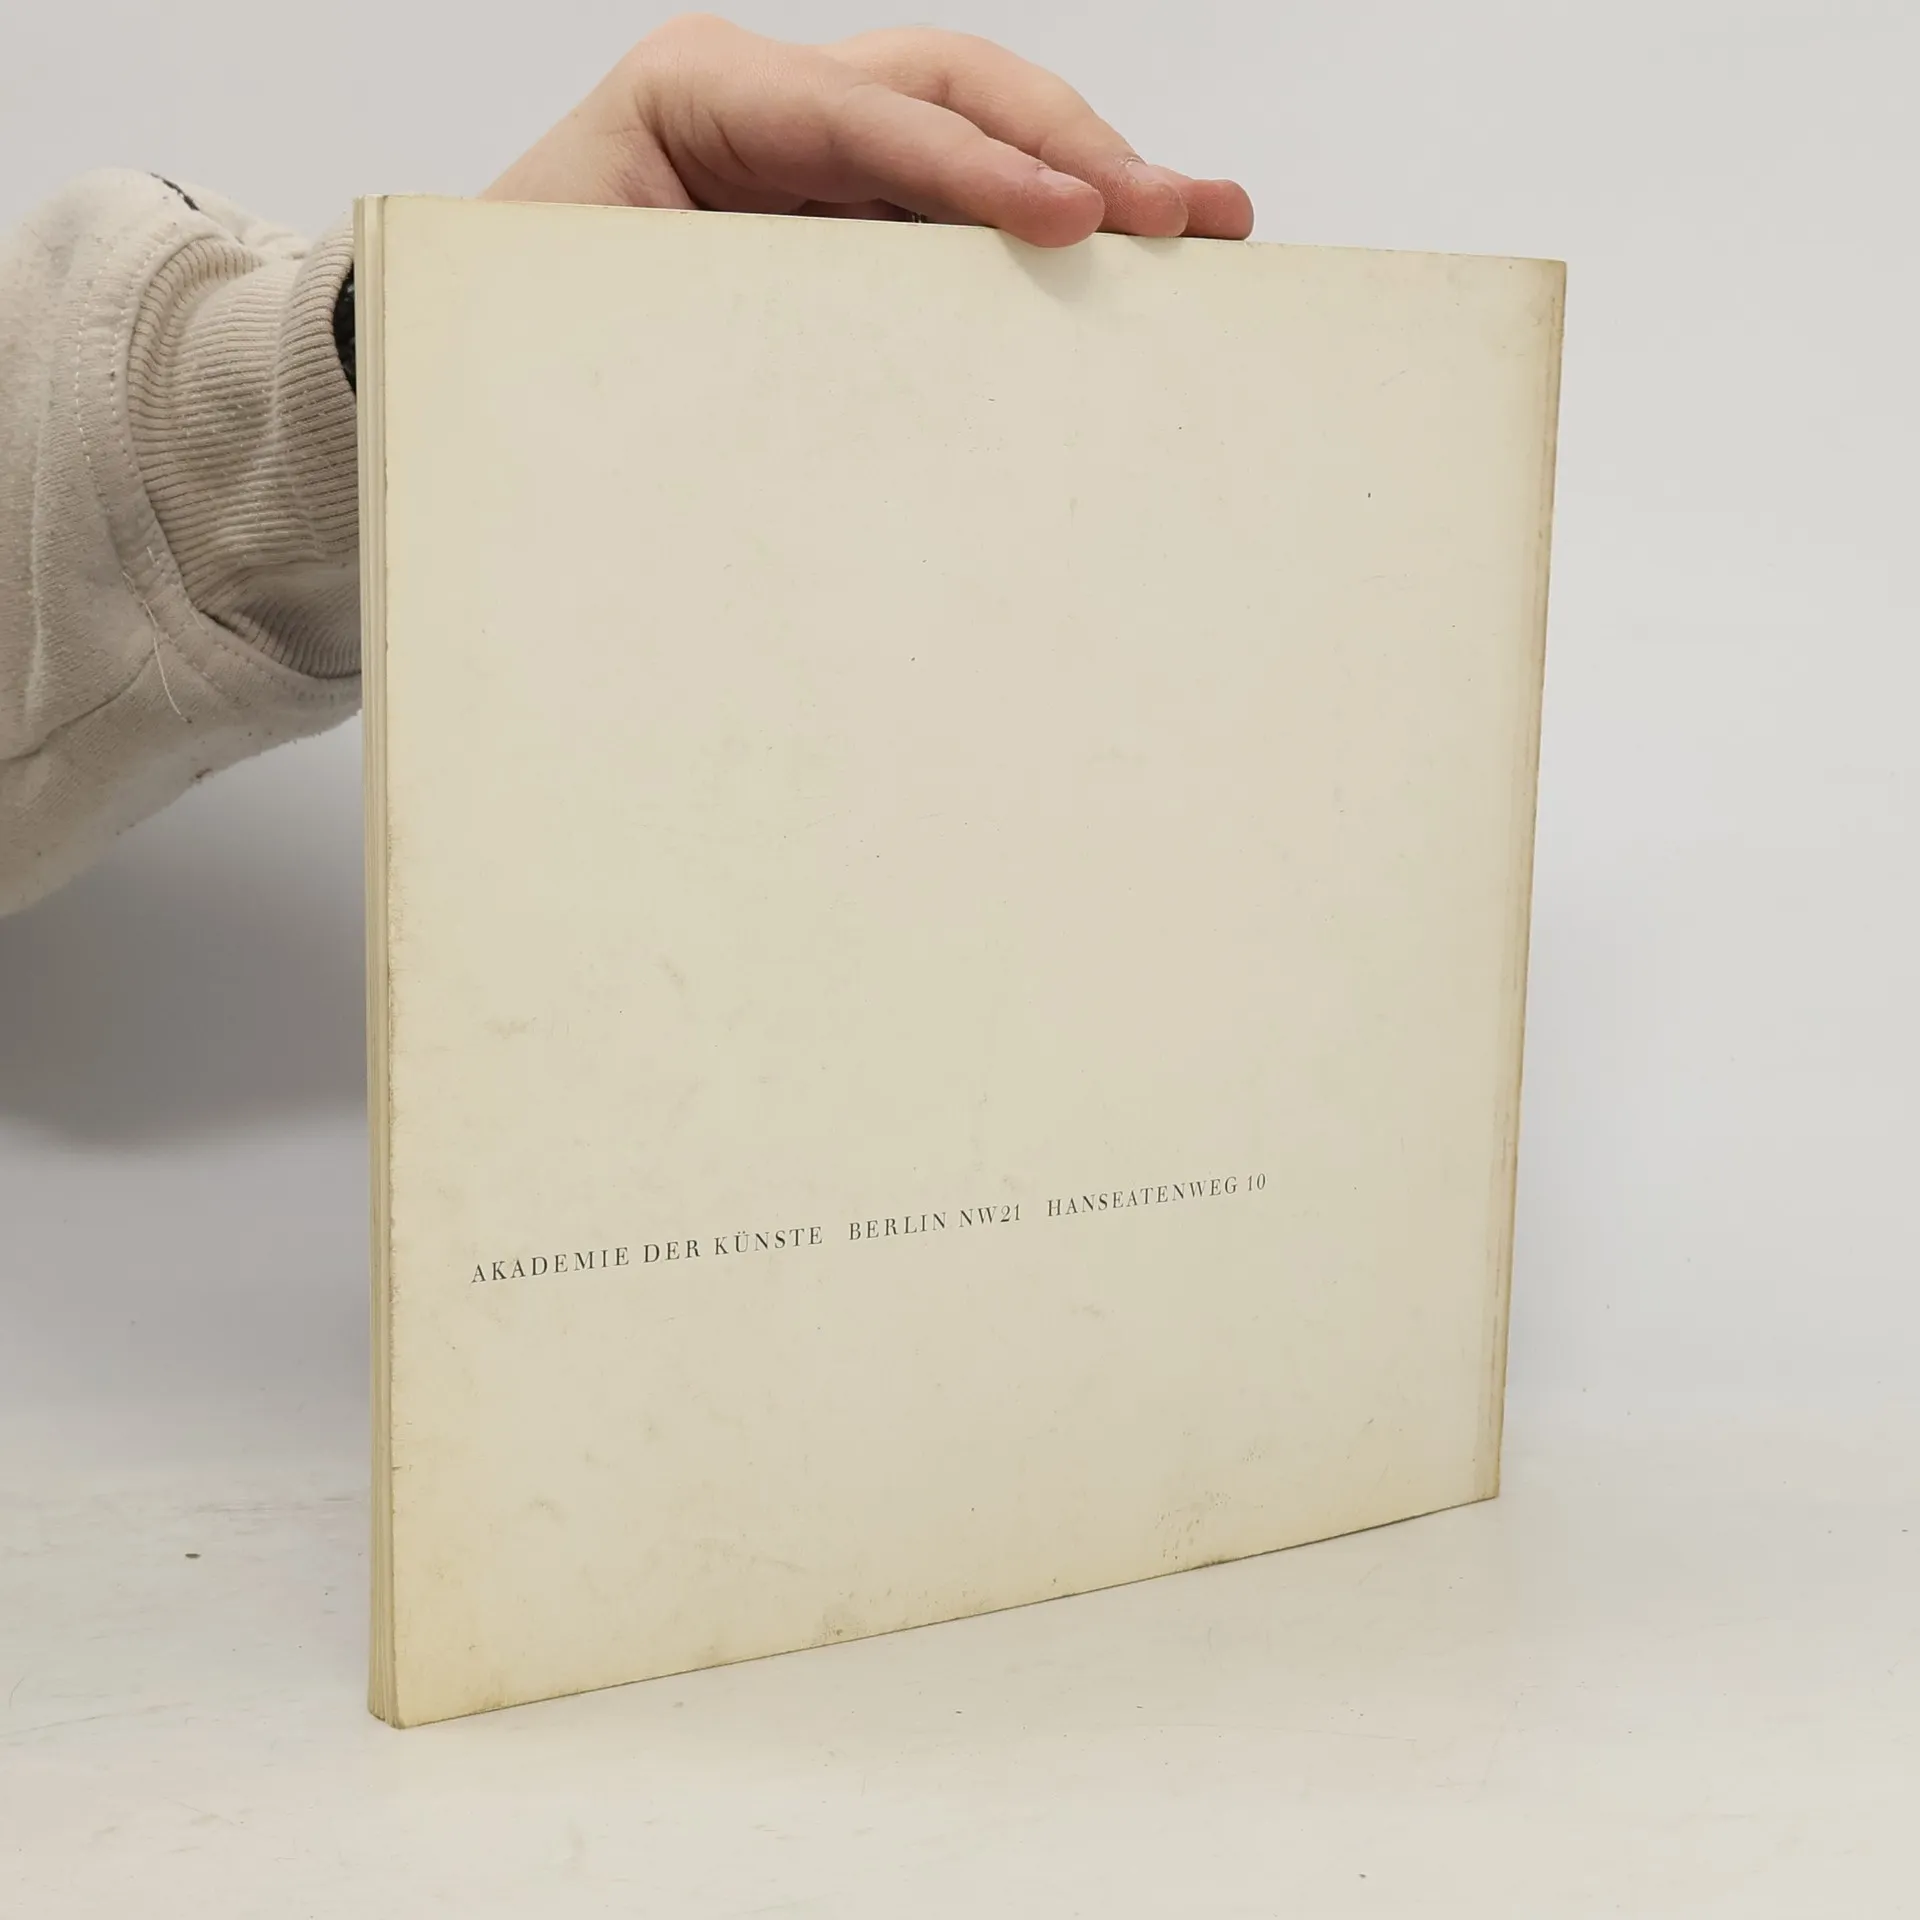 AKADEMIE DER KÜNSTE BERLIN NW21 HANSEATENWEG 10